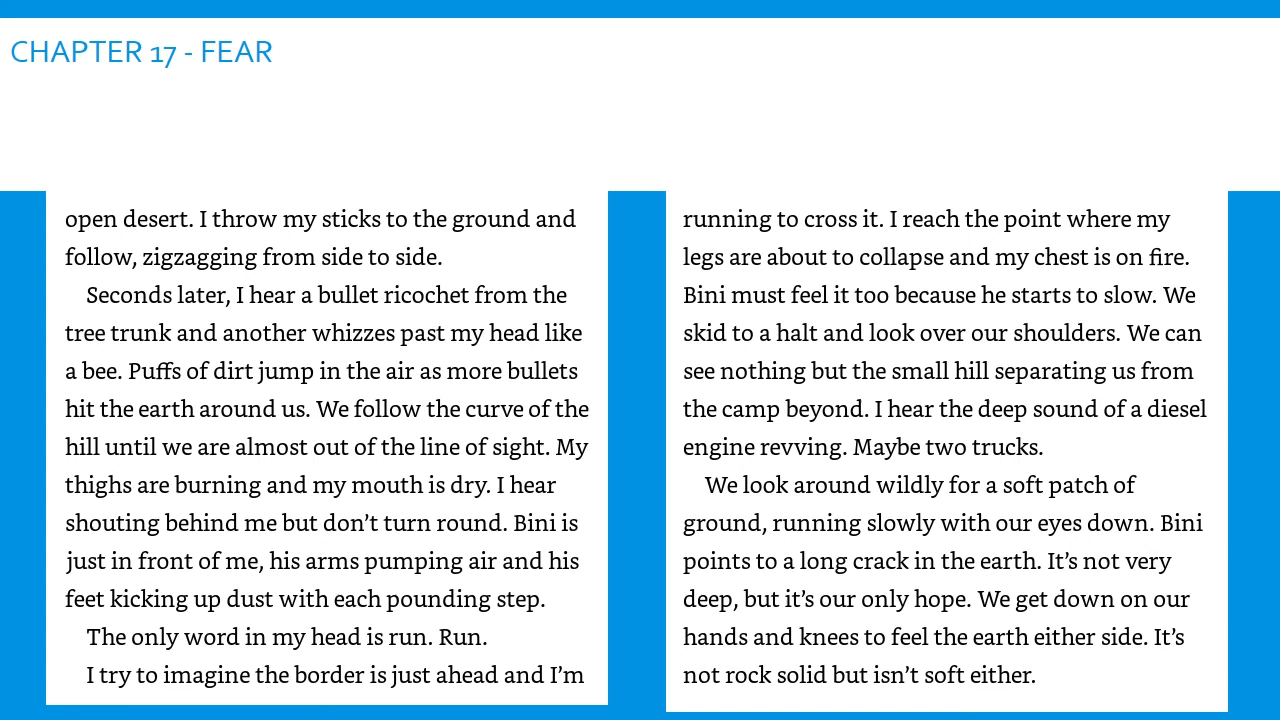 CHAPTER 17 - FEAR
open desert. I throw my sticks to the ground and
follow, zigzagging from side to side.
Seconds later, I hear a bullet ricochet from the
tree trunk and another whizzes past my head like
a bee. Puffs of dirt jump in the air as more bullets
hit the earth around us. We follow the curve of the
hill until we are almost out of the line of sight. My
thighs are burning and my mouth is dry. I hear
shouting behind me but don’t turn round. Bini is
just in front of me, his arms pumping air and his
feet kicking up dust with each pounding step.
The only word in my head is run. Run.
I try to imagine the border is just ahead and I’m
running to cross it. I reach the point where my
legs are about to collapse and my chest is on fire.
Bini must feel it too because he starts to slow. We
skid to a halt and look over our shoulders. We can
see nothing but the small hill separating us from
the camp beyond. I hear the deep sound of a diesel
engine revving. Maybe two trucks.
We look around wildly for a soft patch of
ground, running slowly with our eyes down. Bini
points to a long crack in the earth. It’s not very
deep, but it’s our only hope. We get down on our
hands and knees to feel the earth either side. It’s
not rock solid but isn’t soft either.